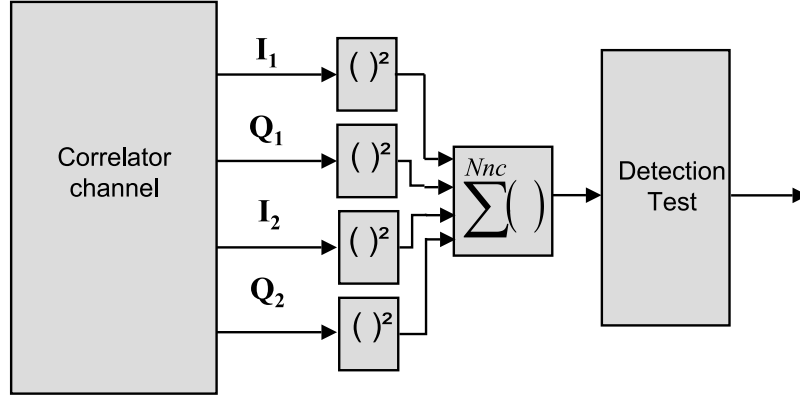 Correlator
channel
I₁
( )²
Q₁
( )²
I₂
( )²
Q₂
( )²
Nnc
∑( )
Detection
Test